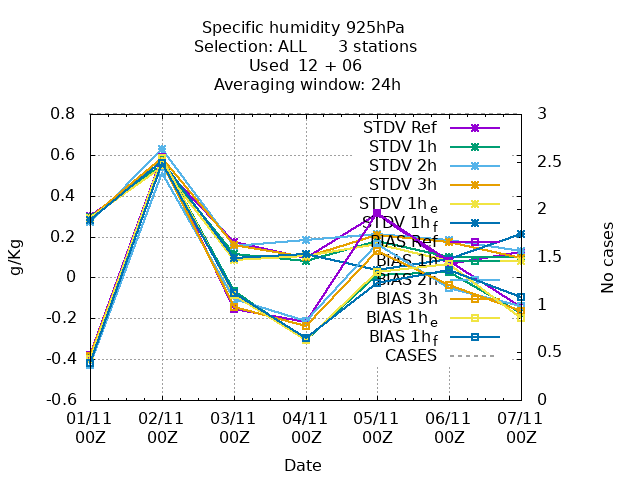 Specific humidity 925hPa
Selection: ALL 3 stations
Used 12 + 06
Averaging window: 24h
0.8
0.6
0.4
0.2
0
-0.2
-0.4
-0.6
g/Kg
3
2.5
2
1.5
1
0.5
0
No cases
STDV Ref
STDV 1h
STDV 2h
STDV 3h
STDV 1h e
STDV 1h f
BIAS Ref
BIAS 1h
BIAS 2h
BIAS 3h
BIAS 1h e
BIAS 1h f
CASES
01/11 02/11 03/11 04/11 05/11 06/11 07/11
00Z 00Z 00Z 00Z 00Z 00Z 00Z
Date